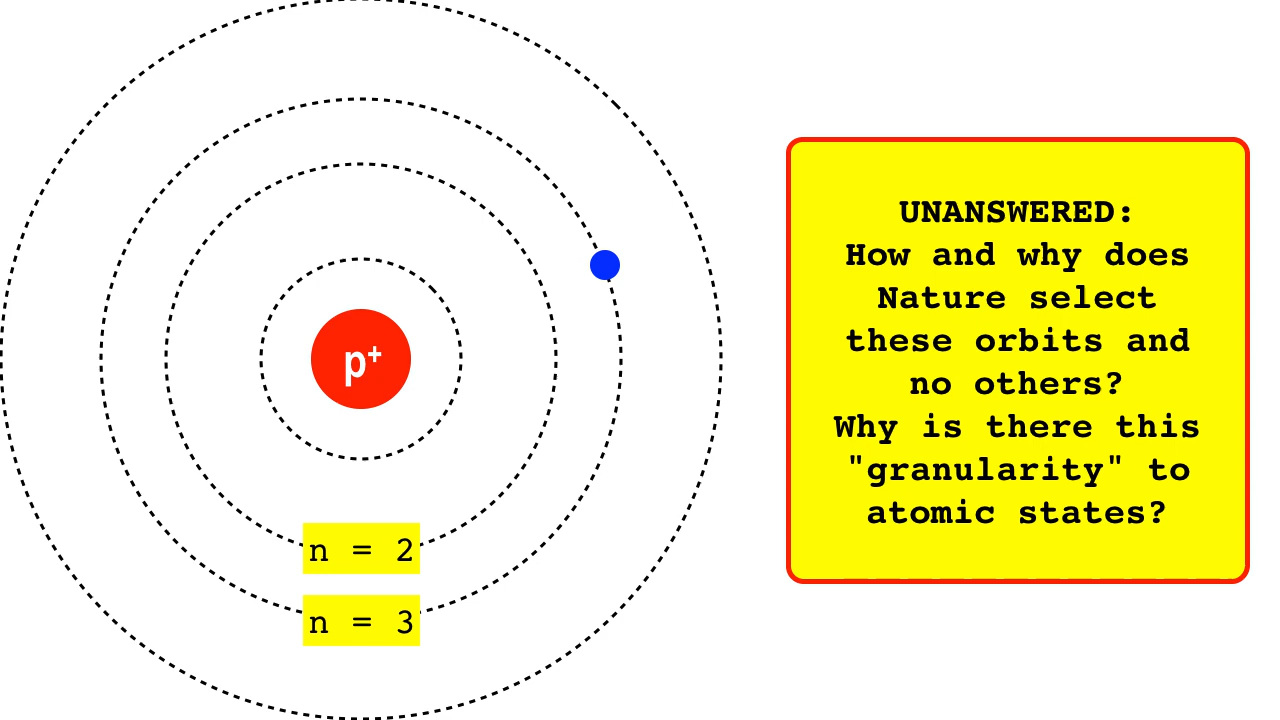 p⁺
n = 2
n = 3
UNANSWERED:
How and why does
Nature select
these orbits and
no others?
Why is there this
"granularity" to
atomic states?